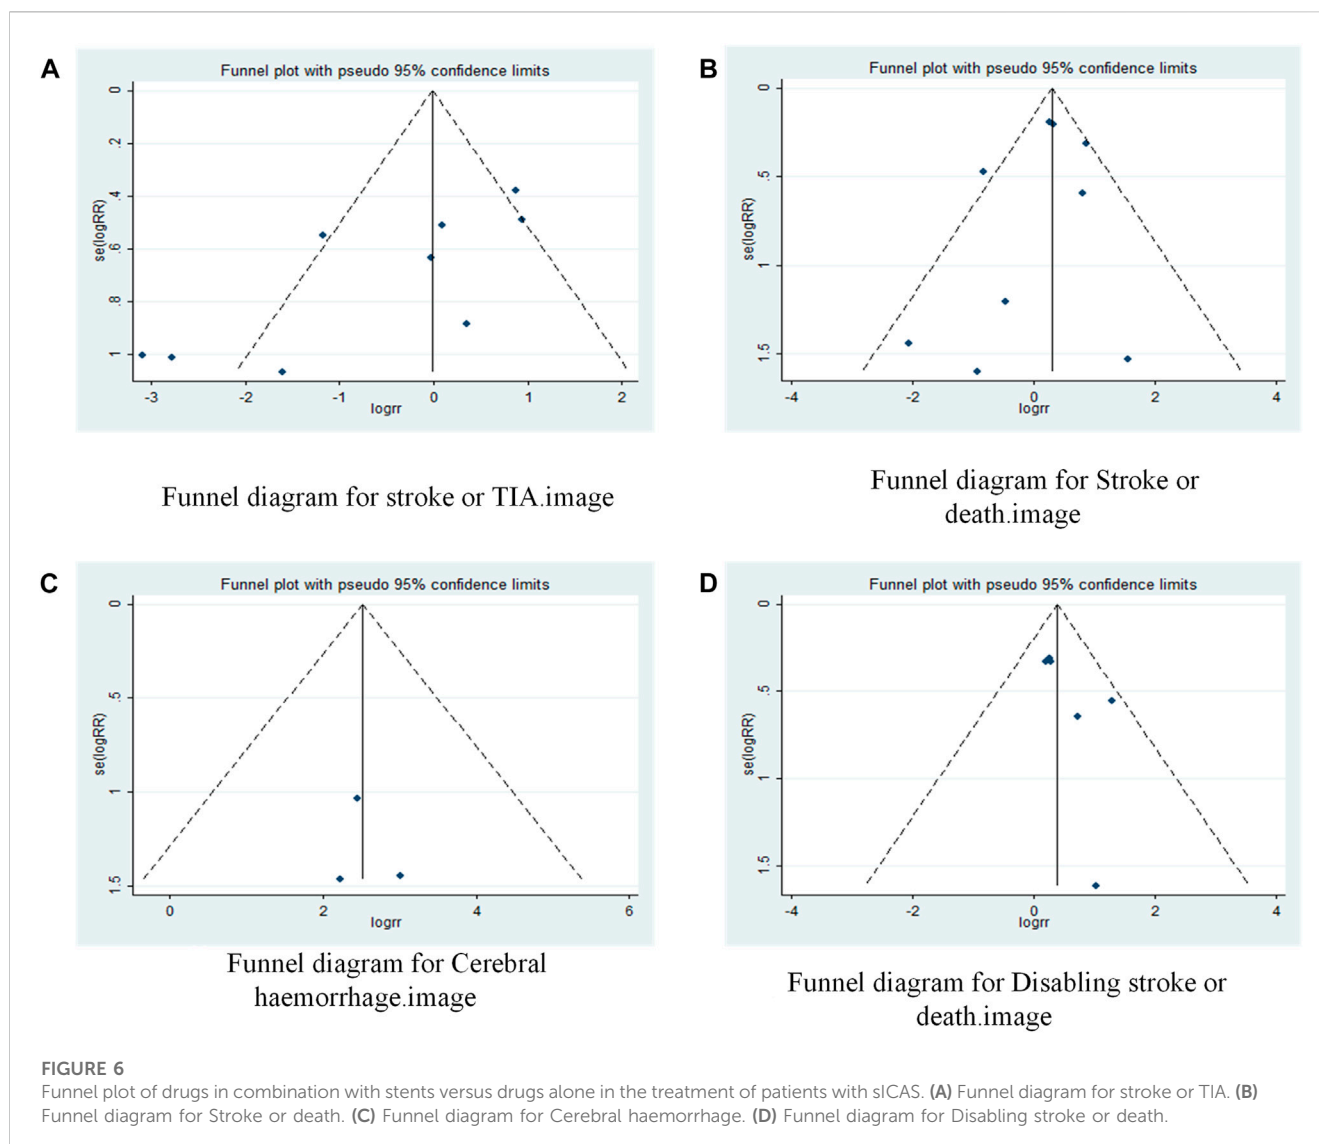 A
Funnel plot with pseudo 95% confidence limits
se(logRR)
0
.2
.4
.6
.8
1
-3 -2 -1 0 1 2
logrr
Funnel diagram for stroke or TIA.image
B
Funnel plot with pseudo 95% confidence limits
se(logRR)
0
.5
1
1.5
-4 -2 0 2 4
logrr
Funnel diagram for Stroke or
death.image
C
Funnel plot with pseudo 95% confidence limits
se(logRR)
0
.5
1
1.5
0 2 4 6
logrr
Funnel diagram for Cerebral
haemorrhage.image
D
Funnel plot with pseudo 95% confidence limits
se(logRR)
0
.5
1
1.5
-4 -2 0 2 4
logrr
Funnel diagram for Disabling stroke or
death.image
FIGURE 6
Funnel plot of drugs in combination with stents versus drugs alone in the treatment of patients with sICAS. (A) Funnel diagram for stroke or TIA. (B)
Funnel diagram for Stroke or death. (C) Funnel diagram for Cerebral haemorrhage. (D) Funnel diagram for Disabling stroke or death.